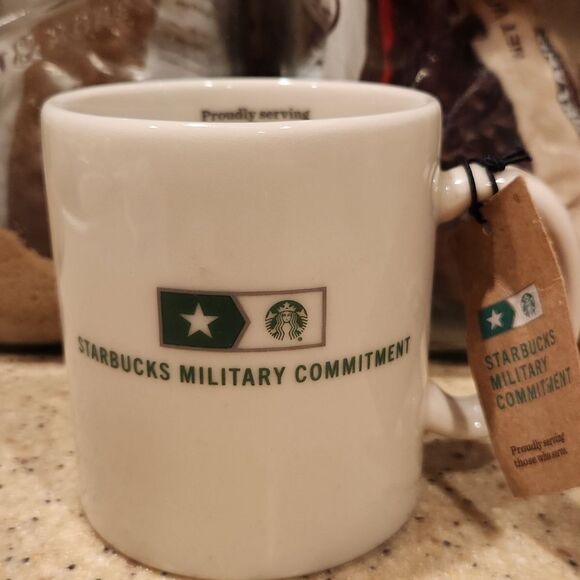 Proudly serving
STARBUCKS MILITARY COMMITMENT
STARBUCKS
MILITARY
COMMITMENT
Proudly serving
those who serve.